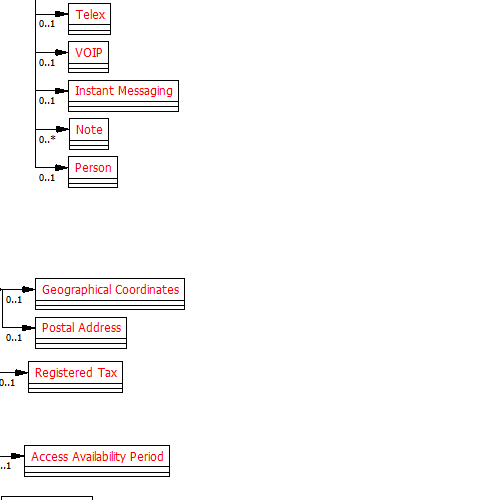 Telex
0..1
VOIP
0..1
Instant Messaging
0..1
Note
0..*
Person
0..1
Geographical Coordinates
0..1
Postal Address
0..1
Registered Tax
0..1
Access Availability Period
..1